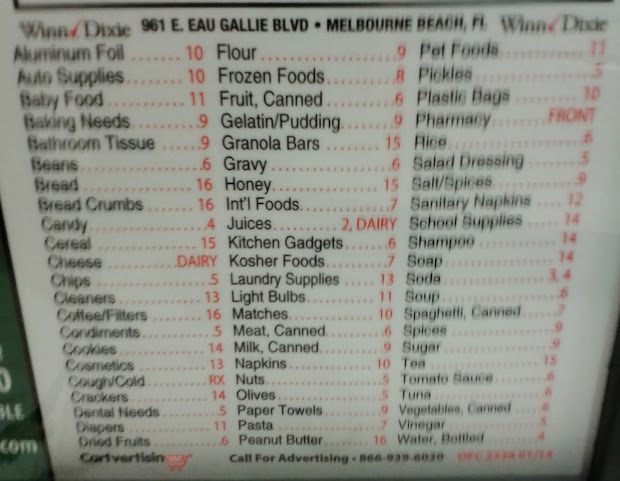 Winn Dixie 961 E. EAU GALLIE BLVD • MELBOURNE BEACH, FL Winn Dixie
Aluminum Foil 10
Auto Supplies 10
Baby Food 11
Baking Needs 9
Bathroom Tissue 9
Beans 6
Bread 16
Bread Crumbs 16
Candy 4
Cereal 15
Cheese DAIRY
Chips 5
Cleaners 13
Coffee/Filters 16
Condiments 5
Cookies 14
Cosmetics 13
Cough/Cold RX
Crackers 14
Dental Needs 5
Diapers 11
Dried Fruits 6
Flour 9
Frozen Foods 8
Fruit, Canned 6
Gelatin/Pudding 9
Granola Bars 15
Gravy 6
Honey 15
Int'l Foods 7
Juices 2, DAIRY
Kitchen Gadgets 6
Kosher Foods 7
Laundry Supplies 13
Light Bulbs 11
Matches 10
Meat, Canned 6
Milk, Canned 9
Napkins 10
Nuts 5
Olives 5
Paper Towels 9
Pasta 7
Peanut Butter 16
Pet Foods 11
Pickles 5
Plastic Bags 10
Pharmacy FRONT
Rice 6
Salad Dressing 5
Salt/Spices 9
Sanitary Napkins 12
School Supplies 14
Shampoo 14
Soap 14
Soda 3, 4
Soup 6
Spaghetti, Canned 7
Spices 9
Sugar 9
Tea 15
Tomato Sauce 6
Tuna 6
Vegetables, Canned 6
Vinegar 5
Water, Bottled 4
Cartvertising Call For Advertising • 866-939-6020
BLE
.com